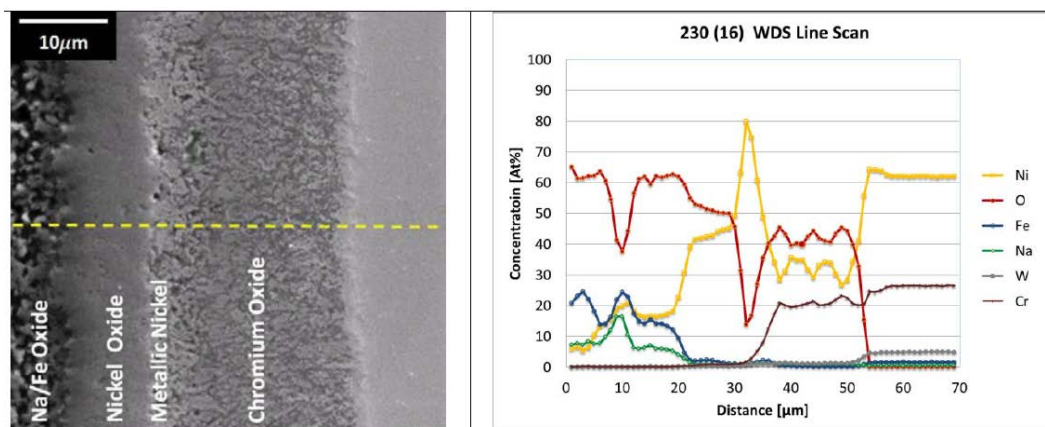 10μm
Na/Fe Oxide
Nickel Oxide
Metallic Nickel
Chromium Oxide
230 (16) WDS Line Scan
Concentratoin [At%]
100
90
80
70
60
50
40
30
20
10
0
0 10 20 30 40 50 60 70
Distance [µm]
Ni
O
Fe
Na
W
Cr